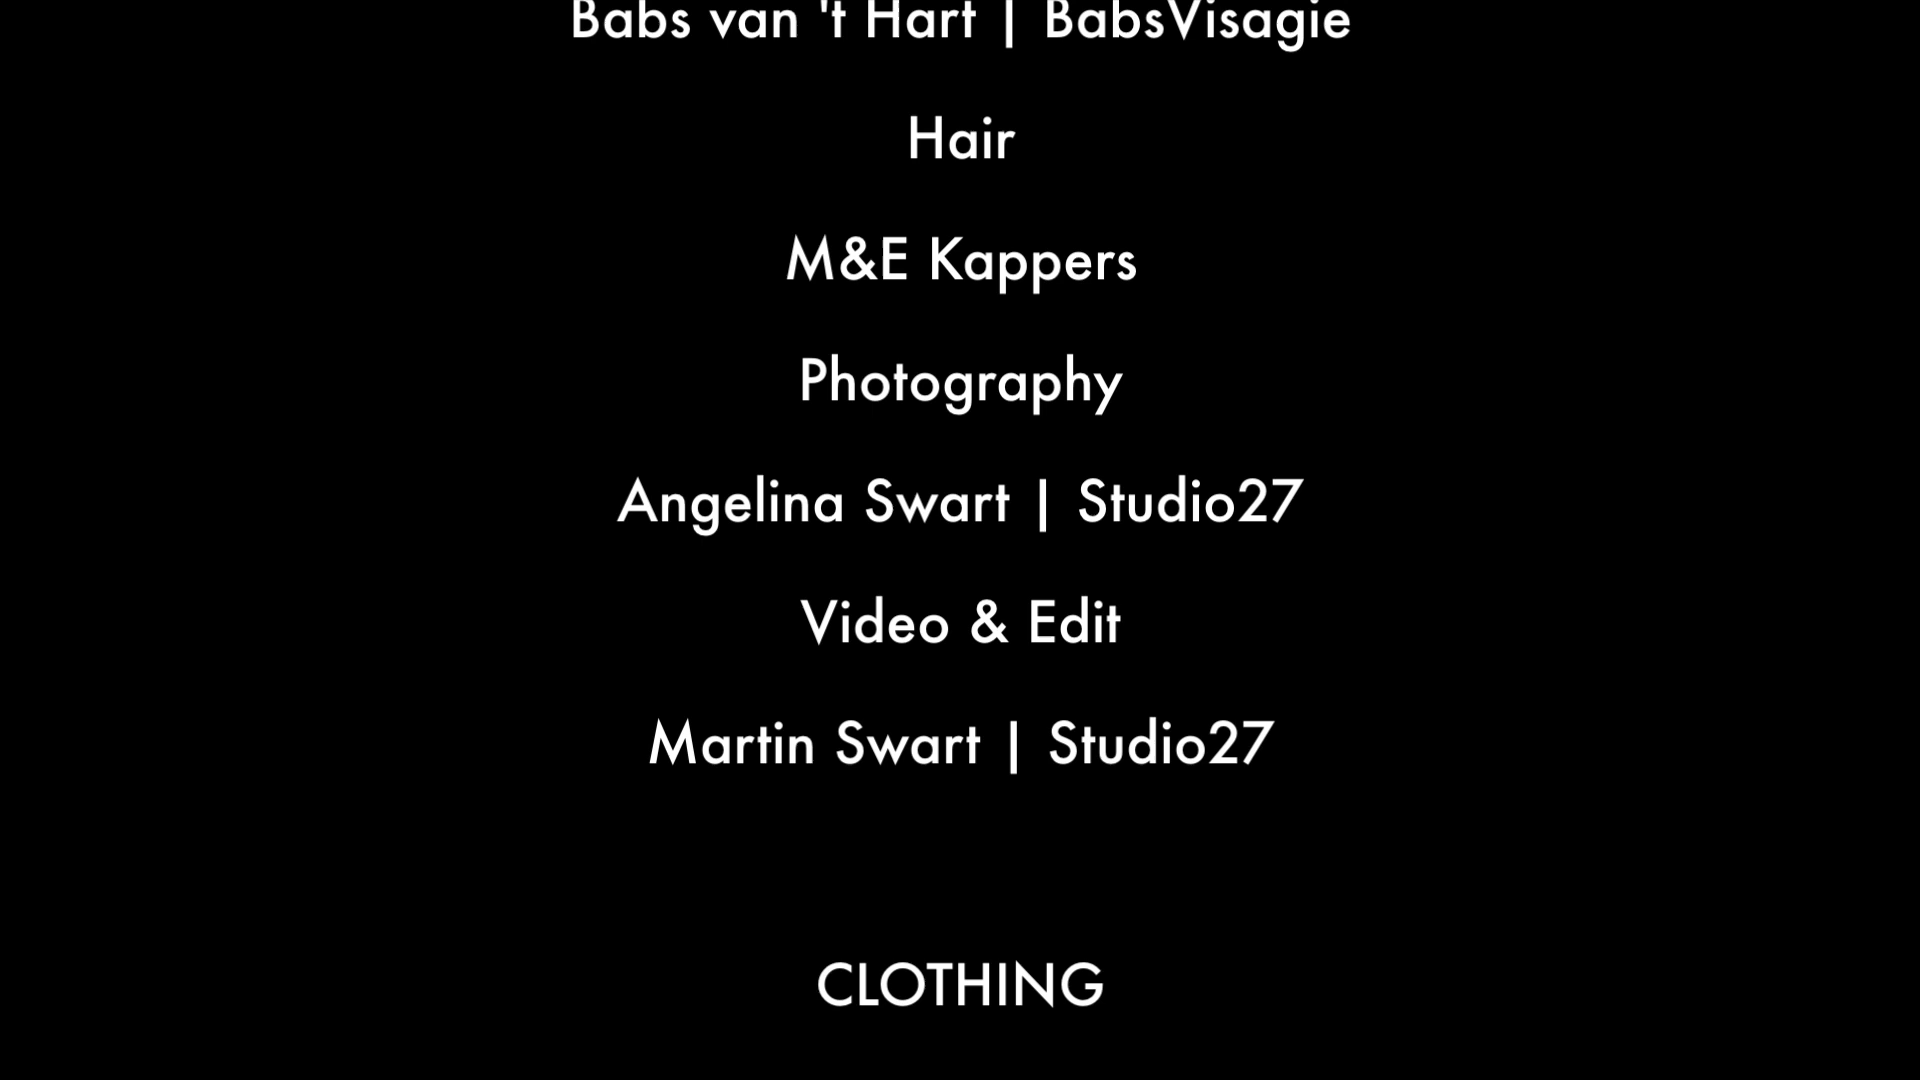 Babs van 't Hart | BabsVisagie
Hair
M&E Kappers
Photography
Angelina Swart | Studio27
Video & Edit
Martin Swart | Studio27
CLOTHING